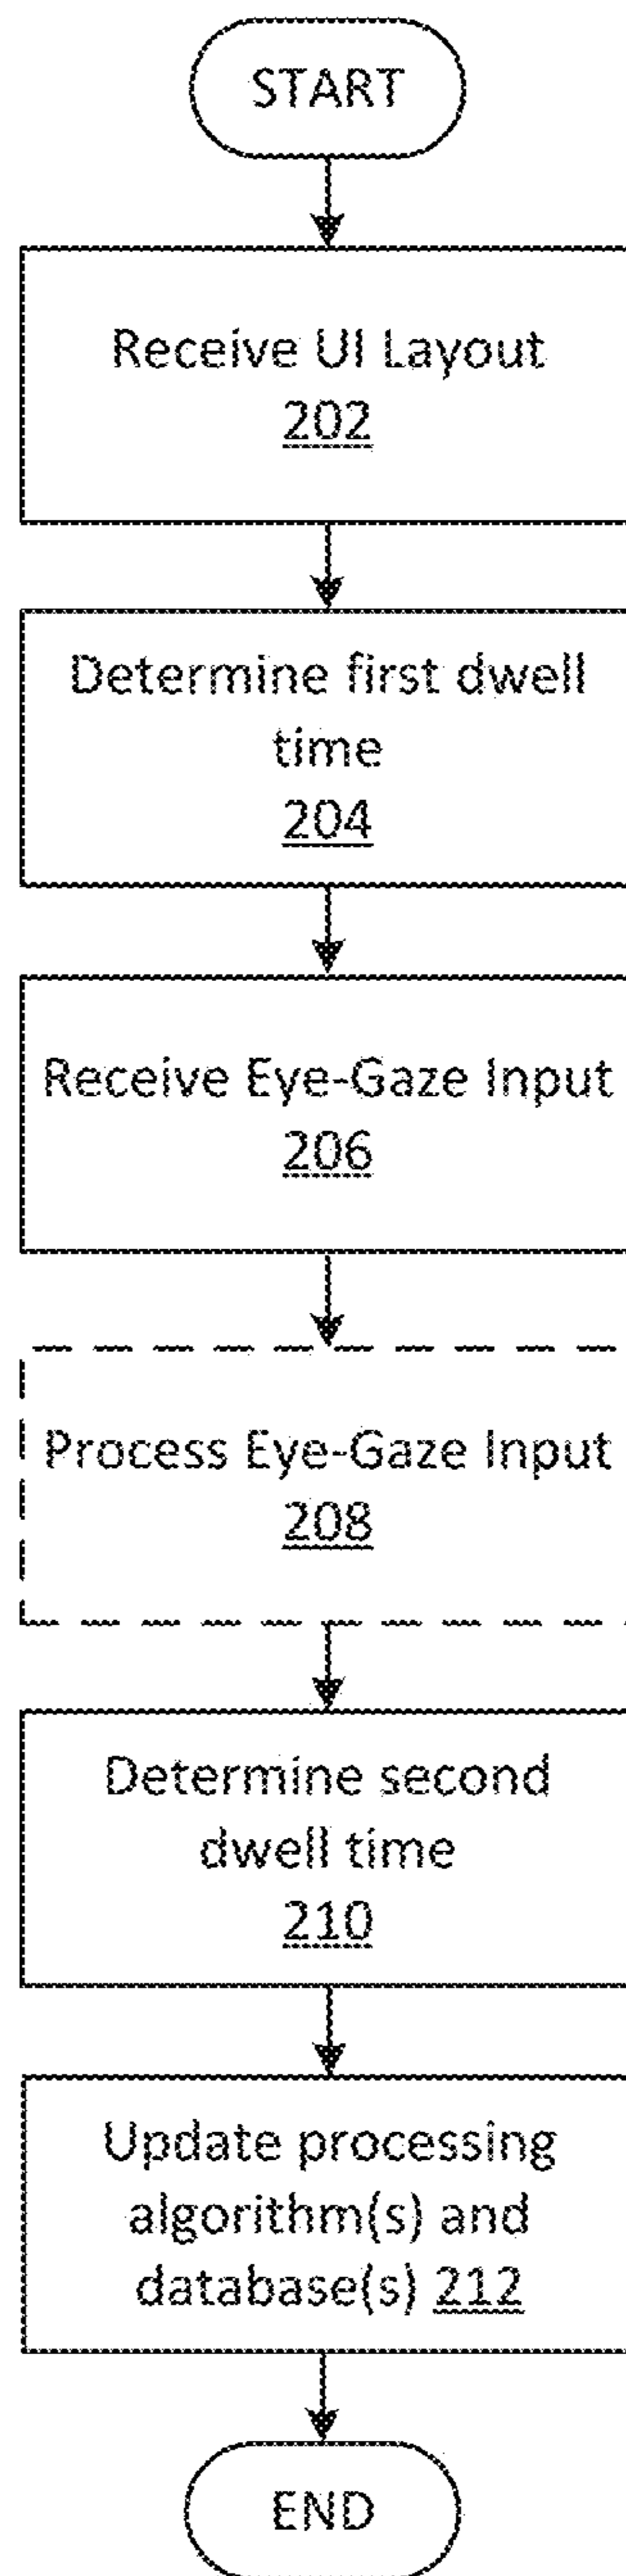 START
Receive UI Layout
202
Determine first dwell
time
204
Receive Eye-Gaze Input
206
Process Eye-Gaze Input
208
Determine second
dwell time
210
Update processing
algorithm(s) and
database(s) 212
END